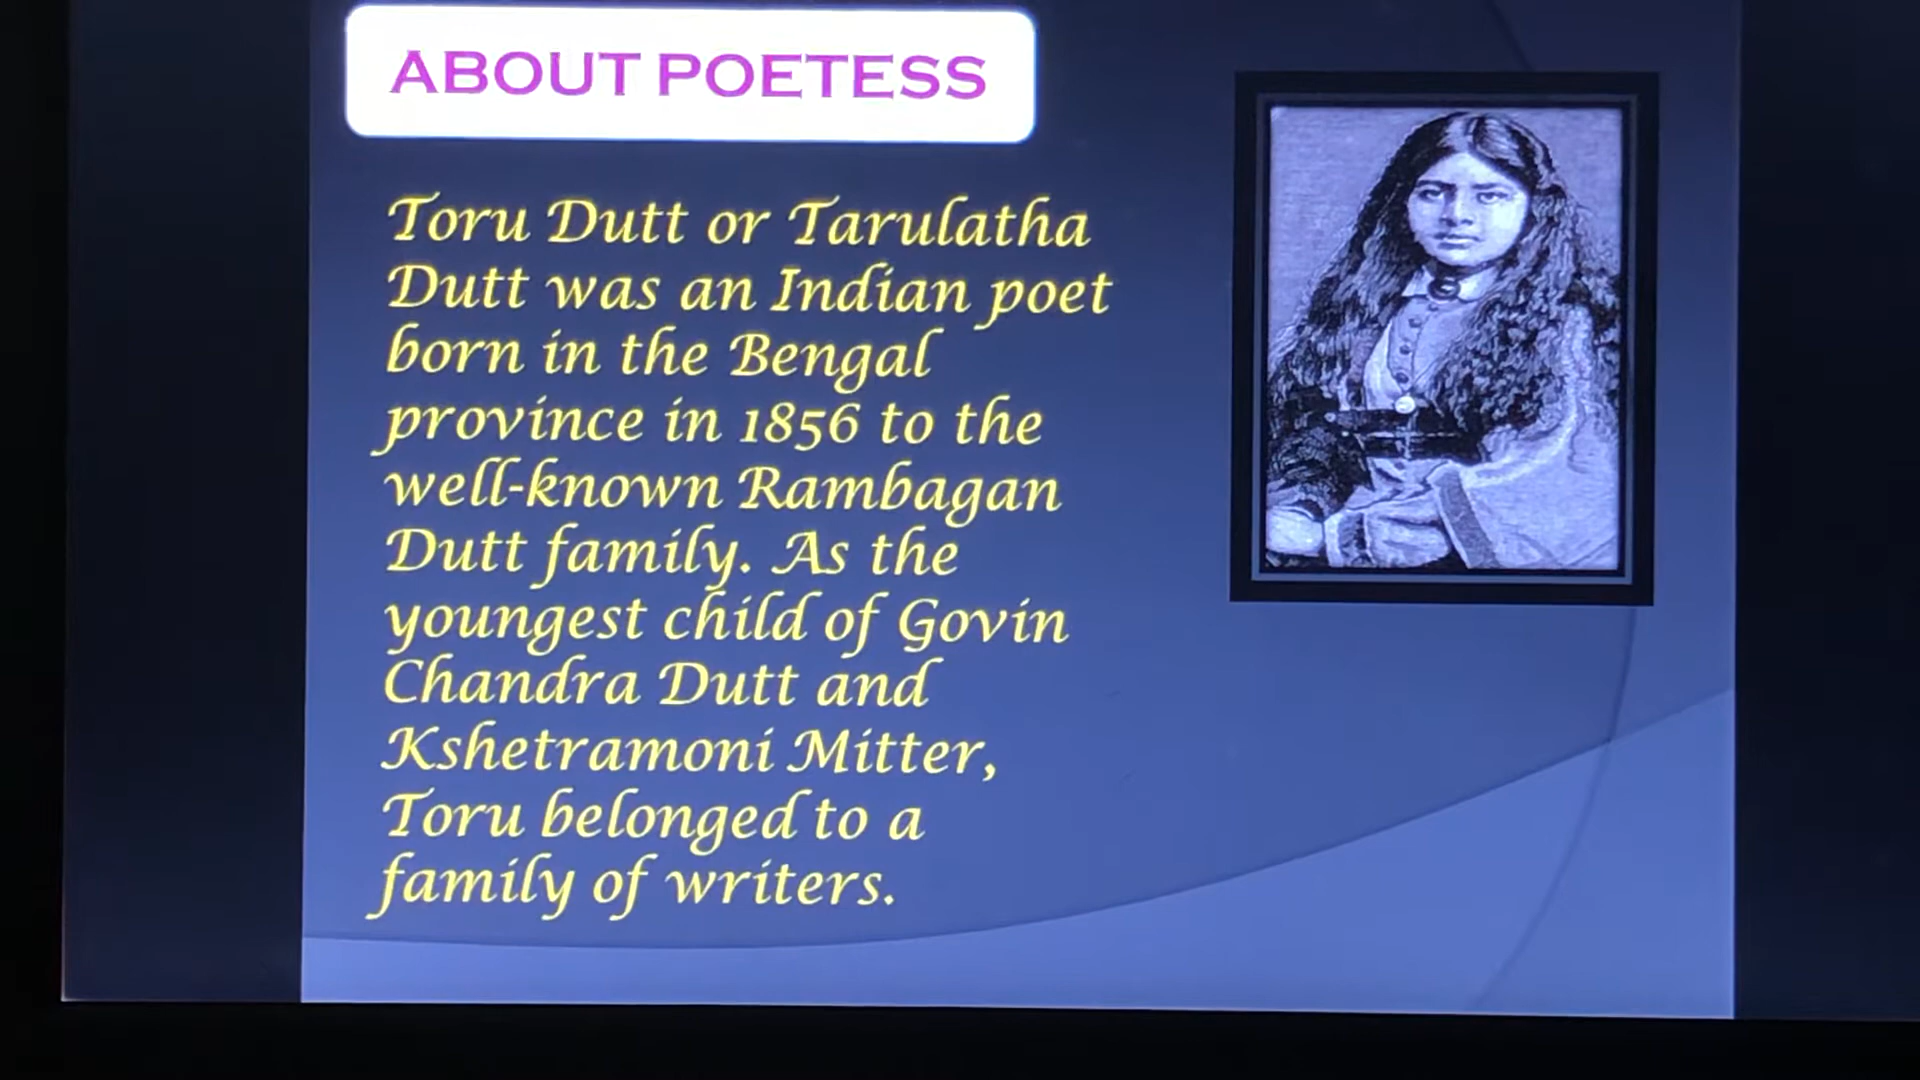 ABOUT POETESS
Toru Dutt or Tarulatha
Dutt was an Indian poet
born in the Bengal
province in 1856 to the
well-known Rambagan
Dutt family. As the
youngest child of Govin
Chandra Dutt and
Kshetramoni Mitter,
Toru belonged to a
family of writers.